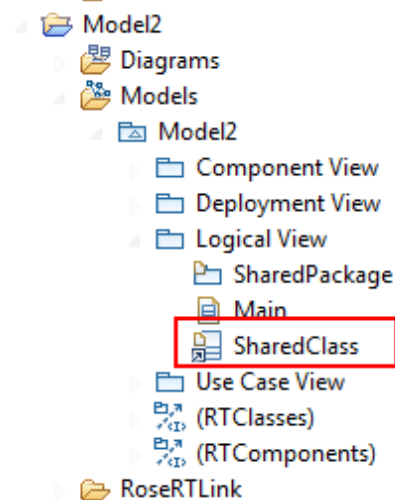 Model2
Diagrams
Models
Model2
Component View
Deployment View
Logical View
SharedPackage
Main
SharedClass
Use Case View
(RTClasses)
(RTComponents)
RoseRTLink